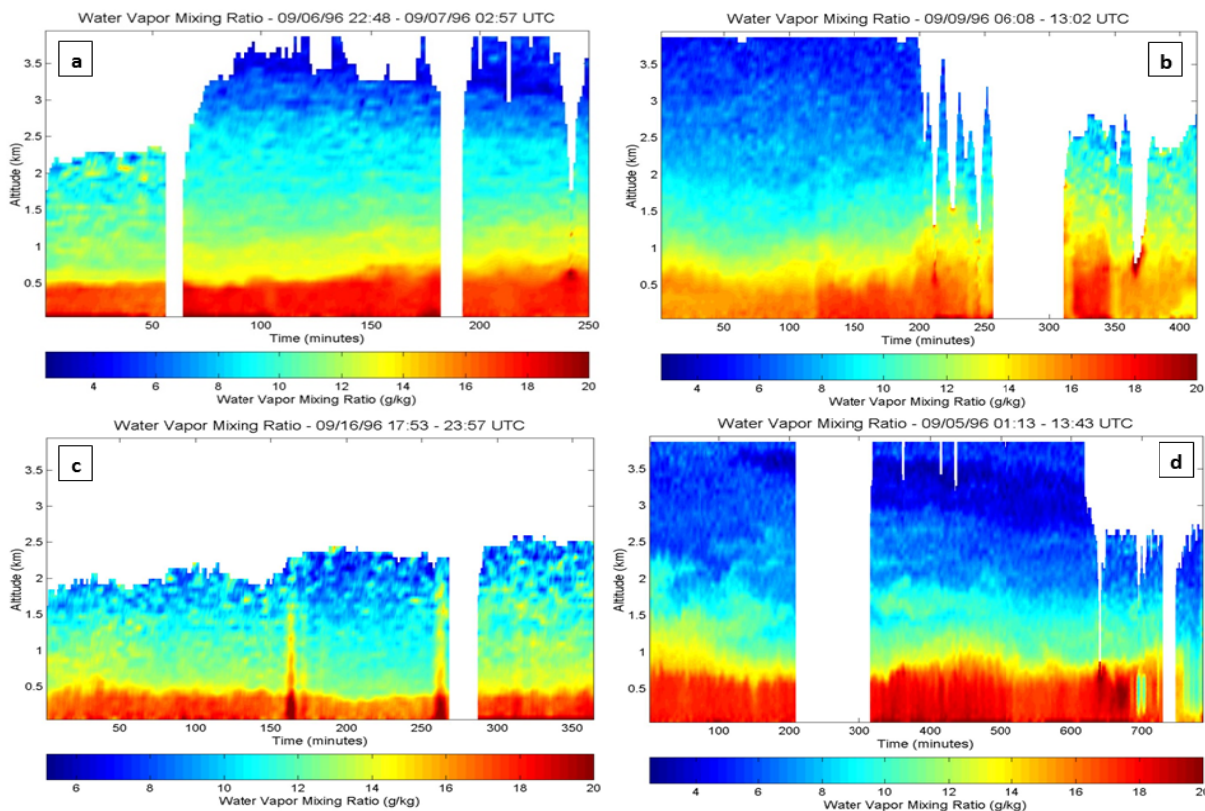 Water Vapor Mixing Ratio - 09/06/96 22:48 - 09/07/96 02:57 UTC
a
3.5
3
2.5
2
1.5
1
0.5
Altitude (km)
50 100 150 200 250
Time (minutes)
4 6 8 10 12 14 16 18 20
Water Vapor Mixing Ratio (g/kg)
Water Vapor Mixing Ratio - 09/09/96 06:08 - 13:02 UTC
b
3.5
3
2.5
2
1.5
1
0.5
Altitude (km)
50 100 150 200 250 300 350 400
Time (minutes)
4 6 8 10 12 14 16 18 20
Water Vapor Mixing Ratio (g/kg)
Water Vapor Mixing Ratio - 09/16/96 17:53 - 23:57 UTC
c
3.5
3
2.5
2
1.5
1
0.5
Altitude (km)
50 100 150 200 250 300 350
Time (minutes)
6 8 10 12 14 16 18 20
Water Vapor Mixing Ratio (g/kg)
Water Vapor Mixing Ratio - 09/05/96 01:13 - 13:43 UTC
d
3.5
3
2.5
2
1.5
1
0.5
Altitude (km)
100 200 300 400 500 600 700
Time (minutes)
4 6 8 10 12 14 16 18 20
Water Vapor Mixing Ratio (g/kg)